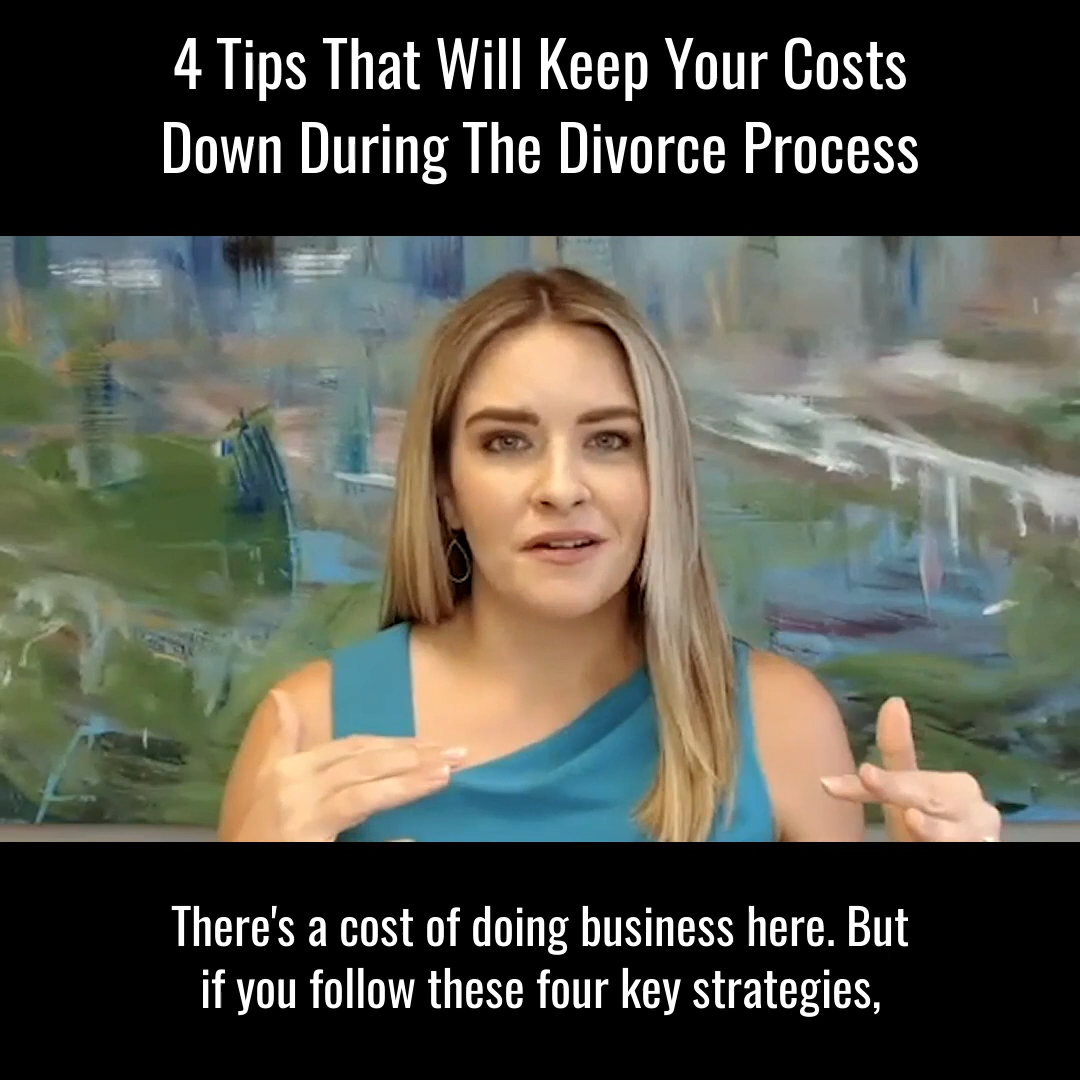 4 Tips That Will Keep Your Costs
Down During The Divorce Process
There's a cost of doing business here. But
if you follow these four key strategies,